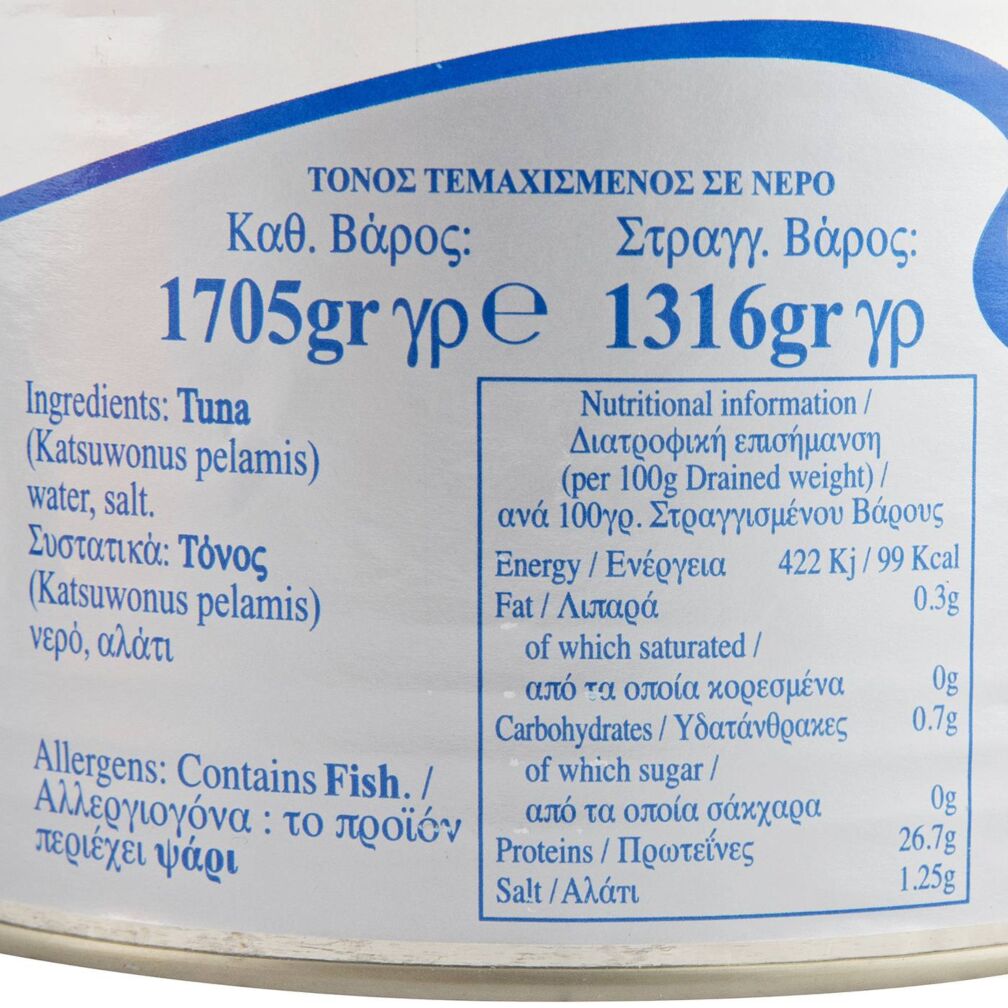 ΤΟΝΟΣ ΤΕΜΑΧΙΣΜΕΝΟΣ ΣΕ ΝΕΡΟ
Καθ. Βάρος: Στραγγ. Βάρος:
1705gr γρ ℮ 1316gr γρ
Ingredients: Tuna
(Katsuwonus pelamis)
water, salt.
Συστατικά: Τόνος
(Katsuwonus pelamis)
νερό, αλάτι
Allergens: Contains Fish. /
Αλλεργιογόνα : το προϊόν
περιέχει ψάρι
Nutritional information /
Διατροφική επισήμανση
(per 100g Drained weight) /
ανά 100γρ. Στραγγισμένου Βάρους
Energy / Ενέργεια 422 Kj / 99 Kcal
Fat / Λιπαρά 0.3g
of which saturated /
από τα οποία κορεσμένα 0g
Carbohydrates / Υδατάνθρακες 0.7g
of which sugar /
από τα οποία σάκχαρα 0g
Proteins / Πρωτεΐνες 26.7g
Salt / Αλάτι 1.25g